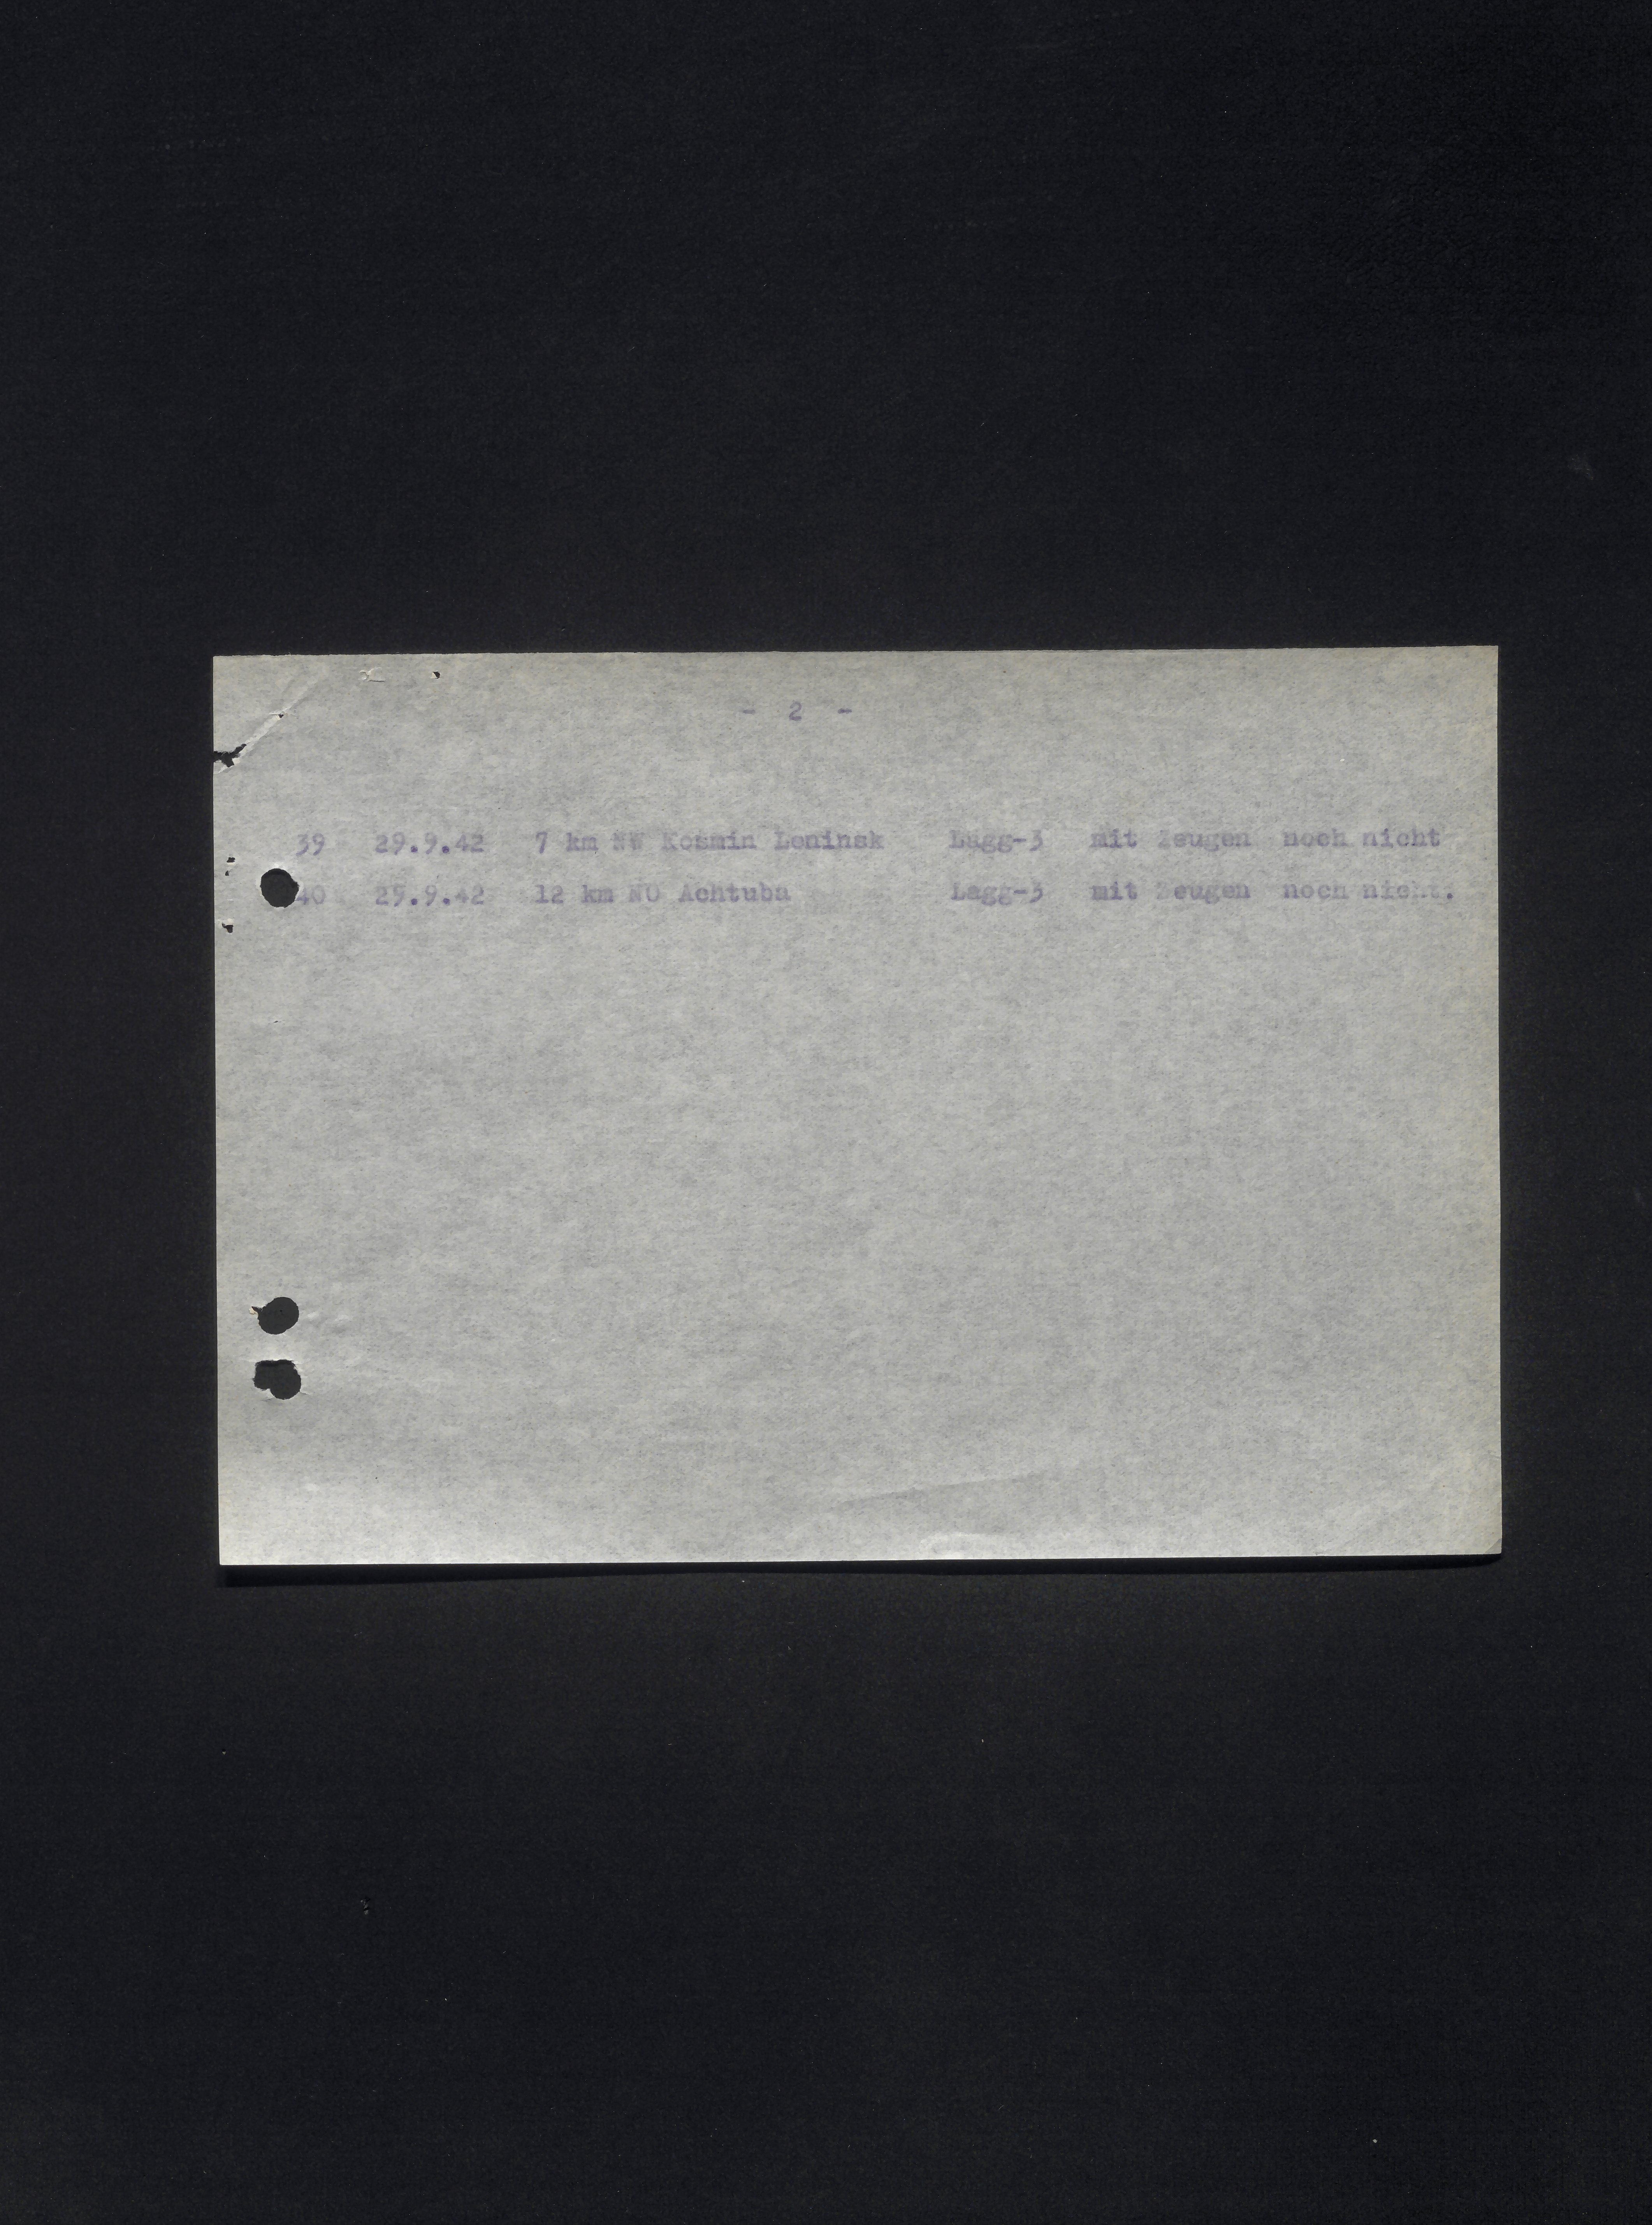 - 2 -
39 29.9.42 7 km NW Kosmin Leninsk Lagg-3 mit Zeugen noch nicht
40 29.9.42 12 km NO Achtuba Lagg-3 mit Zeugen noch nicht.